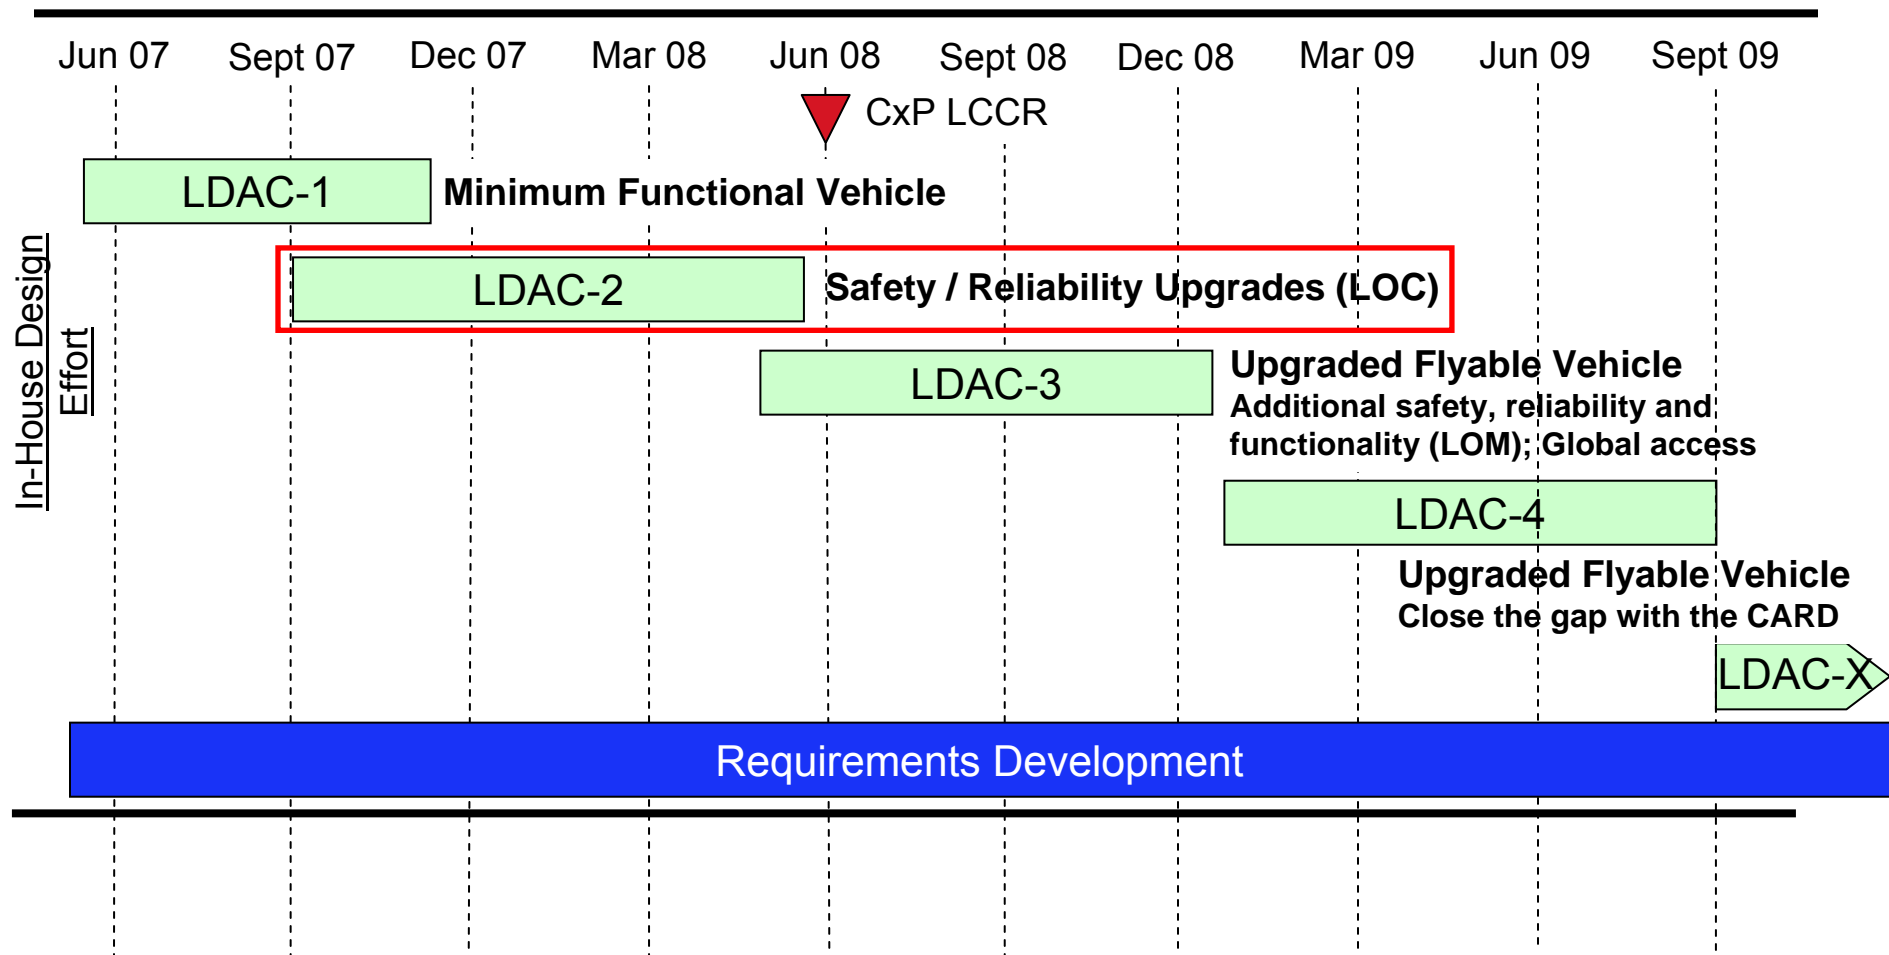 Jun 07 Sept 07 Dec 07 Mar 08 Jun 08 Sept 08 Dec 08 Mar 09 Jun 09 Sept 09
CxP LCCR
LDAC-1 Minimum Functional Vehicle
In-House Design
Effort
LDAC-2 Safety / Reliability Upgrades (LOC)
LDAC-3
Upgraded Flyable Vehicle
Additional safety, reliability and
functionality (LOM); Global access
LDAC-4
Upgraded Flyable Vehicle
Close the gap with the CARD
LDAC-X
Requirements Development